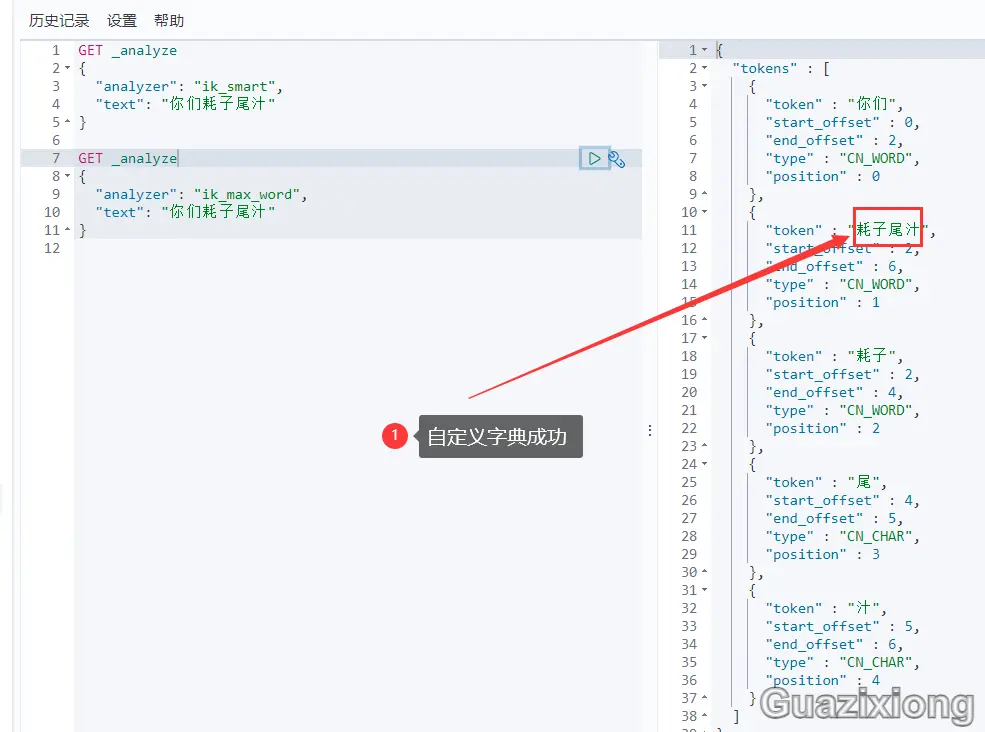 历史记录 设置 帮助
1 GET _analyze
2 {
3 "analyzer": "ik_smart",
4 "text": "你们耗子尾汁"
5 }
6
7 GET _analyze
8 {
9 "analyzer": "ik_max_word",
10 "text": "你们耗子尾汁"
11 }
12
1 自定义字典成功
1 {
2 "tokens" : [
3 {
4 "token" : "你们",
5 "start_offset" : 0,
6 "end_offset" : 2,
7 "type" : "CN_WORD",
8 "position" : 0
9 },
10 {
11 "token" : "耗子尾汁",
12 "start_offset" : 2,
13 "end_offset" : 6,
14 "type" : "CN_WORD",
15 "position" : 1
16 },
17 {
18 "token" : "耗子",
19 "start_offset" : 2,
20 "end_offset" : 4,
21 "type" : "CN_WORD",
22 "position" : 2
23 },
24 {
25 "token" : "尾",
26 "start_offset" : 4,
27 "end_offset" : 5,
28 "type" : "CN_CHAR",
29 "position" : 3
30 },
31 {
32 "token" : "汁",
33 "start_offset" : 5,
34 "end_offset" : 6,
35 "type" : "CN_CHAR",
36 "position" : 4
37 }
38 ]
Guazixiong